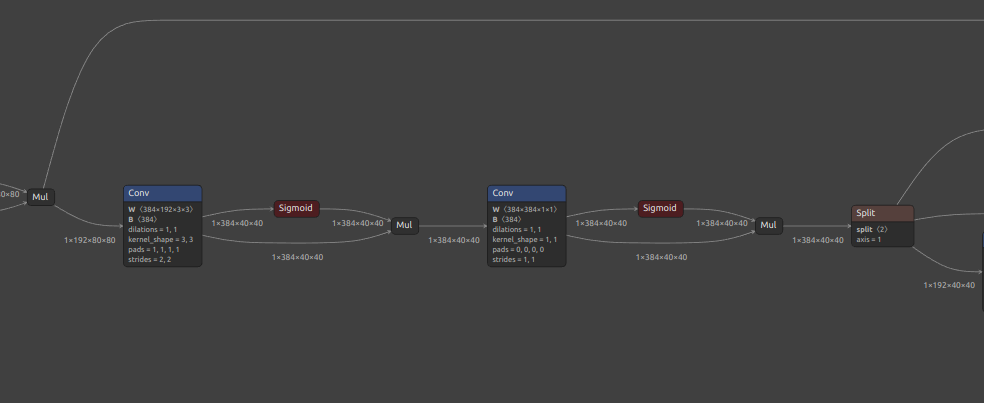 0×80
Mul
1×192×80×80
Conv
W ⟨384×192×3×3⟩
B ⟨384⟩
dilations = 1, 1
kernel_shape = 3, 3
pads = 1, 1, 1, 1
strides = 2, 2
1×384×40×40
Sigmoid
1×384×40×40
1×384×40×40
Mul
1×384×40×40
Conv
W ⟨384×384×1×1⟩
B ⟨384⟩
dilations = 1, 1
kernel_shape = 1, 1
pads = 0, 0, 0, 0
strides = 1, 1
1×384×40×40
Sigmoid
1×384×40×40
1×384×40×40
Mul
1×384×40×40
Split
split ⟨2⟩
axis = 1
1×192×40×40